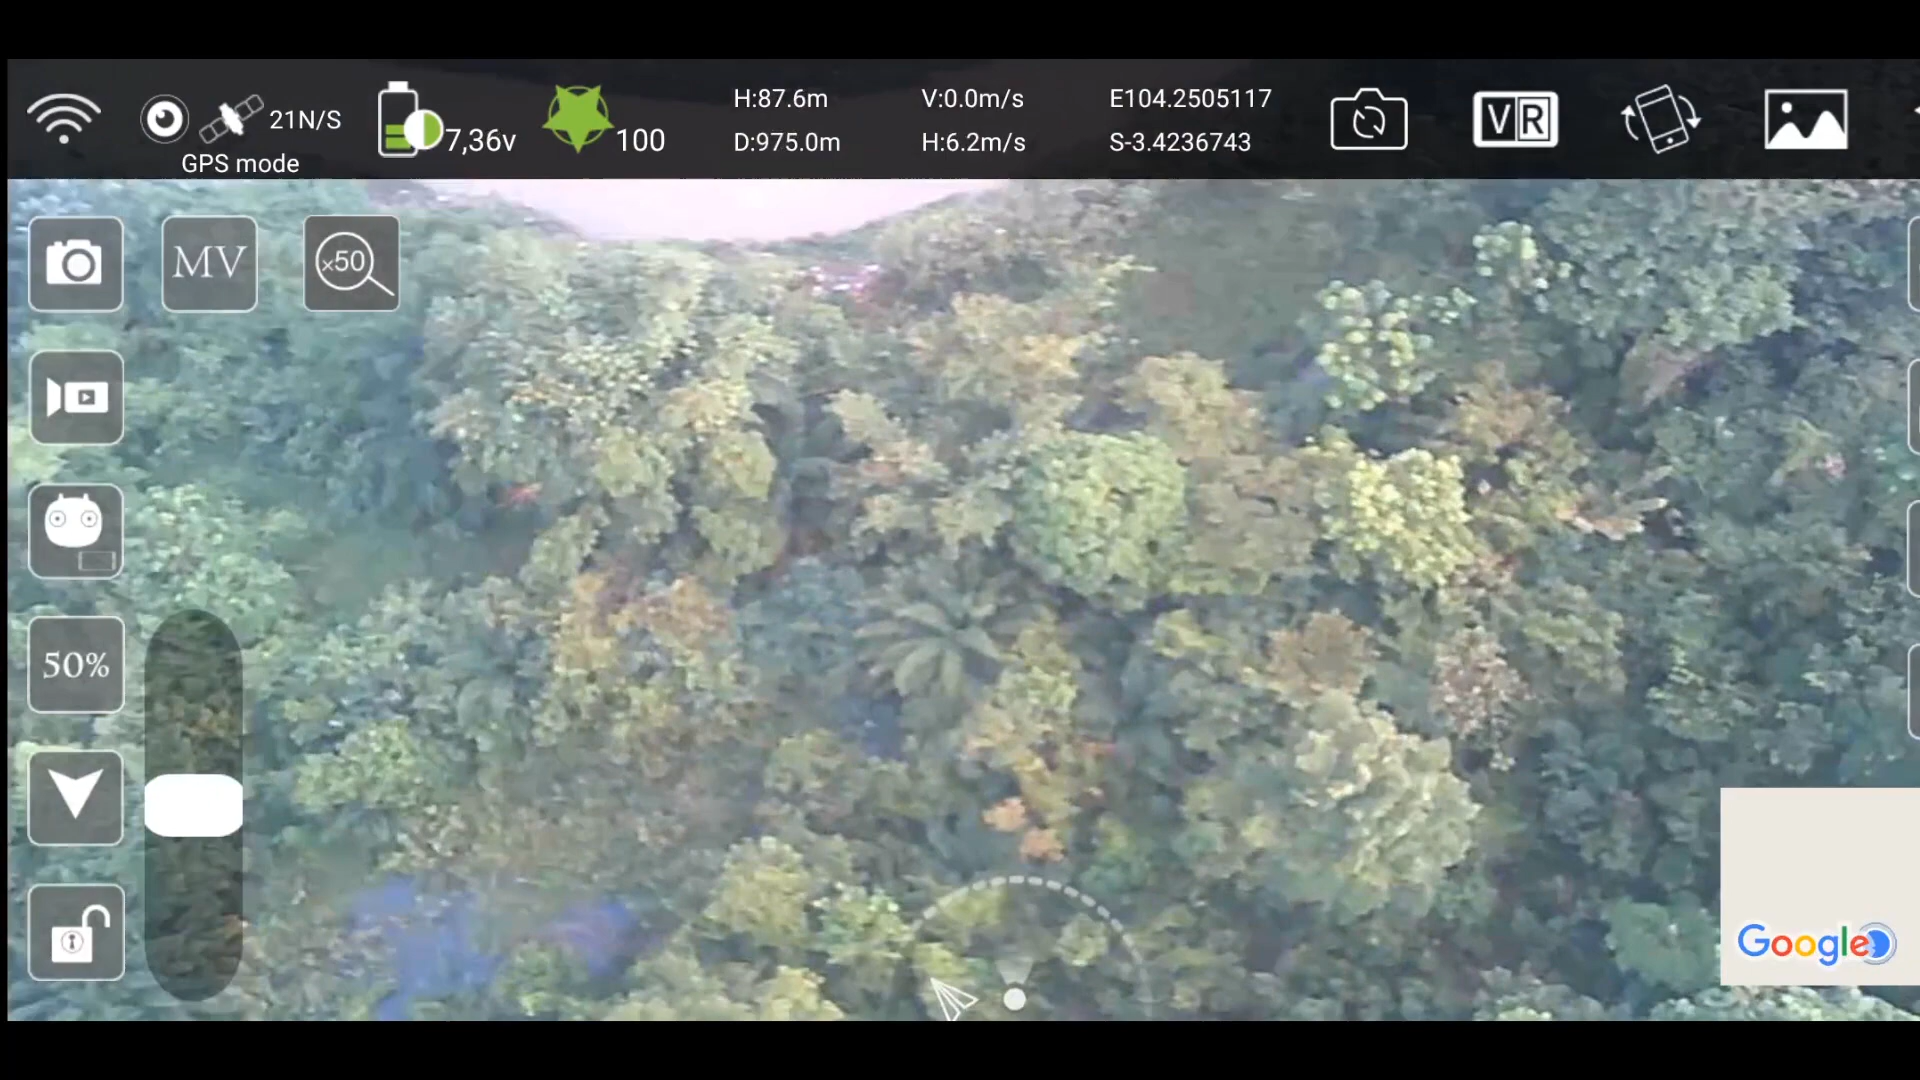 H:87.6m V:0.0m/s E104.2505117
21N/S 7,36v 100 D:975.0m H:6.2m/s S-3.4236743 VR
GPS mode
MV x50
50%
Google